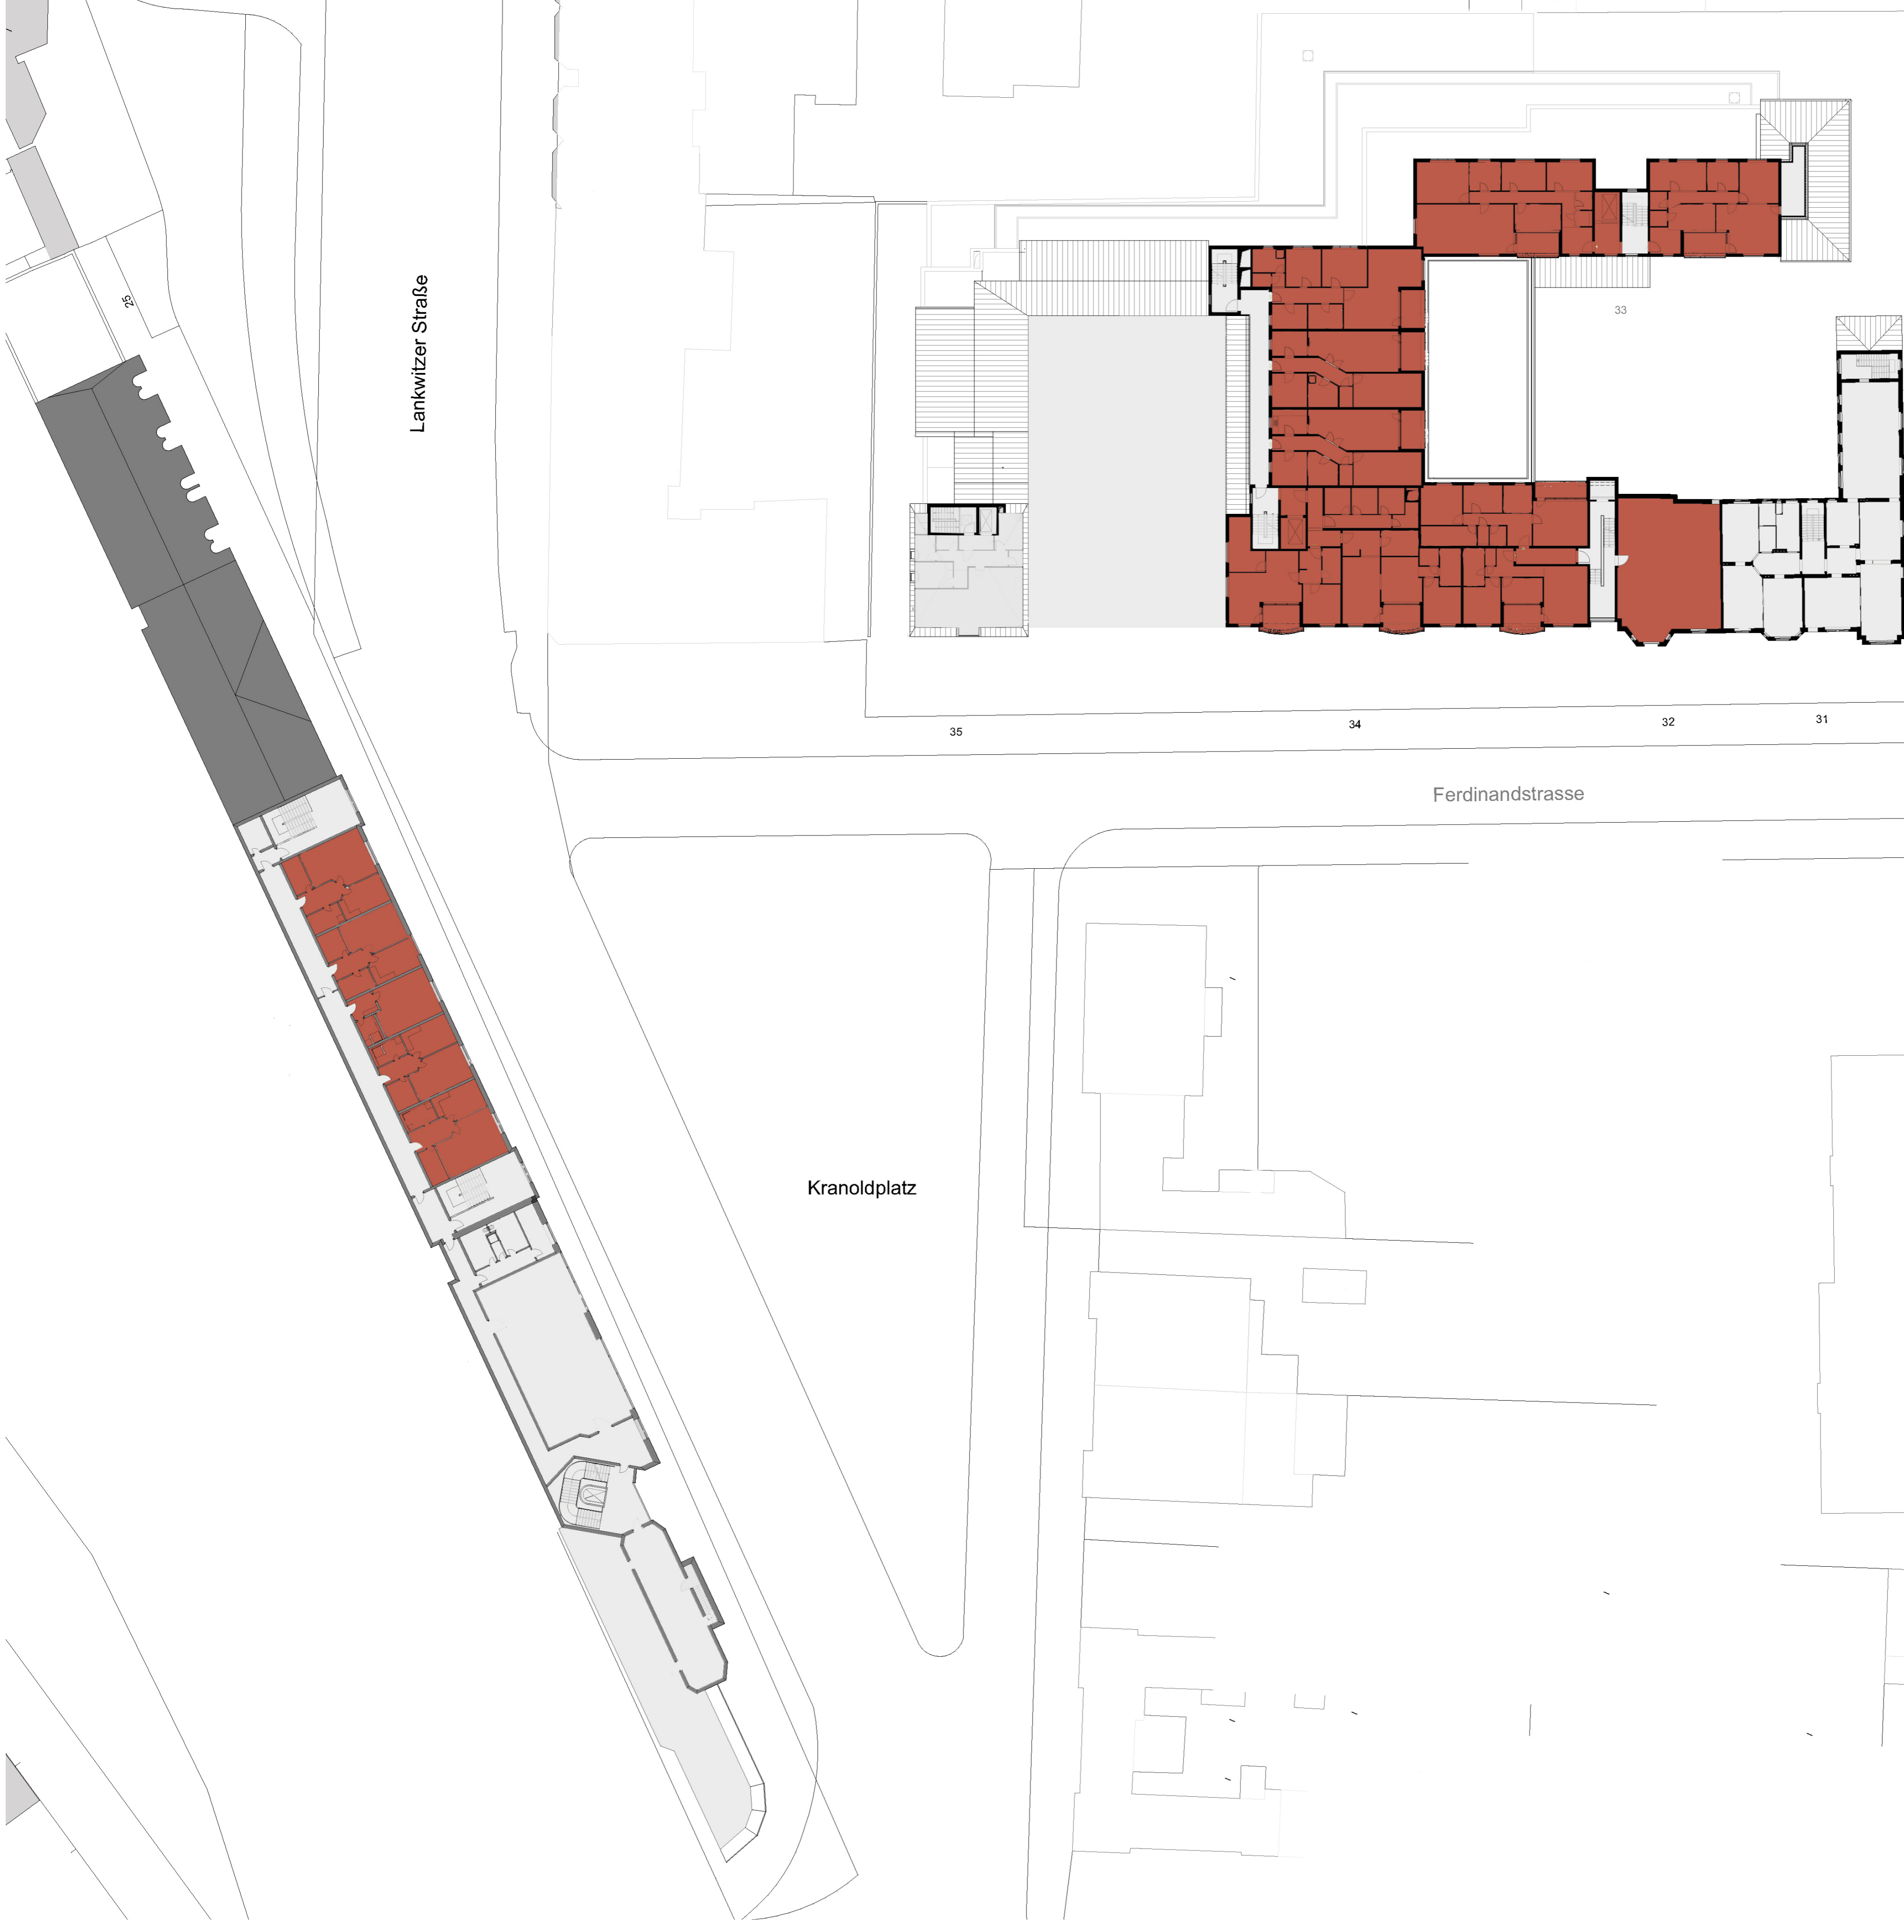 25
Lankwitzer Straße
33
35
34
32
31
Ferdinandstrasse
Kranoldplatz